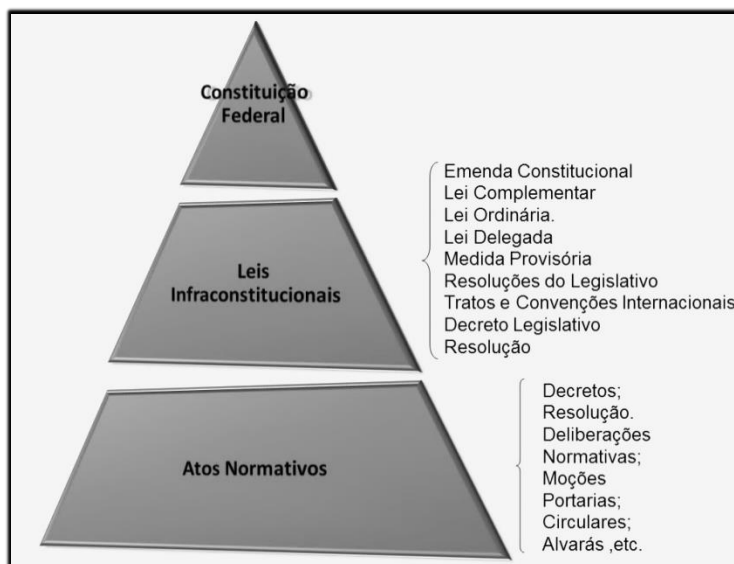 Constituição
Federal
Emenda Constitucional
Lei Complementar
Lei Ordinária.
Lei Delegada
Medida Provisória
Resoluções do Legislativo
Tratos e Convenções Internacionais
Decreto Legislativo
Resolução
Leis
Infraconstitucionais
Decretos;
Resolução.
Deliberações
Normativas;
Moções
Portarias;
Circulares;
Alvarás ,etc.
Atos Normativos